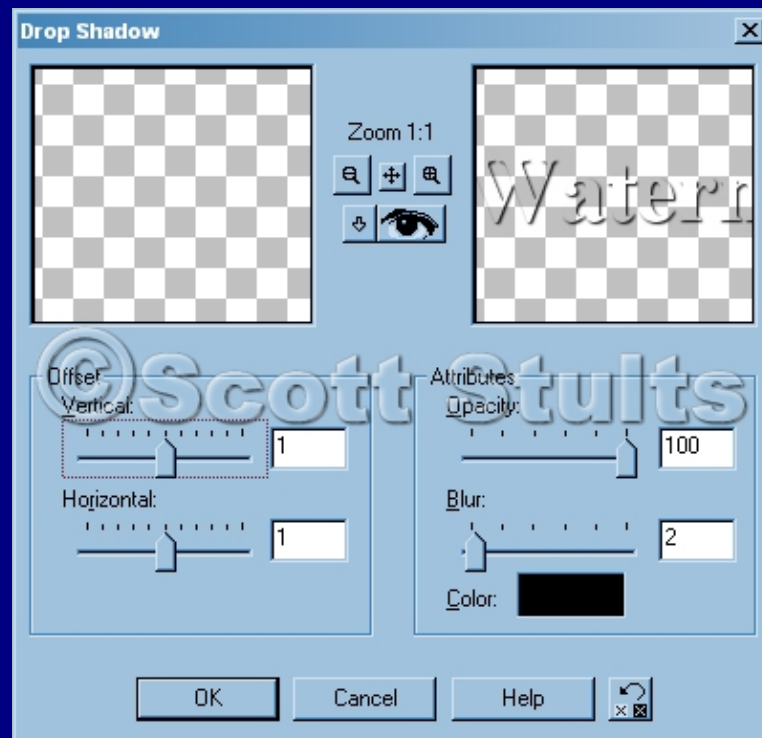 Drop Shadow
Zoom 1:1
Watern
©Scott Stults
Offset
Vertical:
1
Horizontal:
1
Attributes
Opacity:
100
Blur:
2
Color:
OK
Cancel
Help